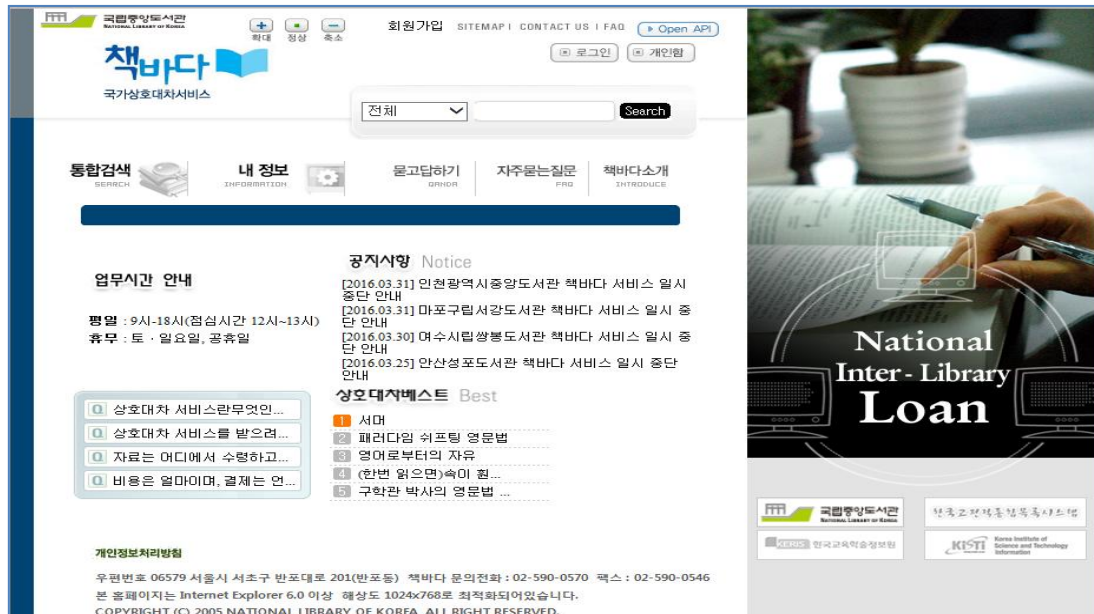 국립중앙도서관
NATIONAL LIBRARY OF KOREA
확대 정상 축소
회원가입 SITEMAP I CONTACT US I FAQ Open API
로그인 개인함
책바다
국가상호대차서비스
전체 Search
통합검색 내 정보 묻고답하기 자주묻는질문 책바다소개
SEARCH INFORMATION QANDA FAQ INTRODUCE
업무시간 안내
평일 : 9시-18시(점심시간 12시~13시)
휴무 : 토 · 일요일, 공휴일
공지사항 Notice
[2016.03.31] 인천광역시중앙도서관 책바다 서비스 일시
중단 안내
[2016.03.31] 마포구립서강도서관 책바다 서비스 일시 중
단 안내
[2016.03.30] 여수시립쌍봉도서관 책바다 서비스 일시 중
단 안내
[2016.03.25] 안산성포도서관 책바다 서비스 일시 중단
안내
Q 상호대차 서비스란무엇인...
Q 상호대차 서비스를 받으려...
Q 자료는 어디에서 수령하고...
Q 비용은 얼마이며, 결제는 언...
상호대차베스트 Best
1 서머
2 패러다임 쉬프팅 영문법
3 영어로부터의 자유
4 (한번 읽으면)속이 훤...
5 구학관 박사의 영문법 ...
National
Inter - Library
Loan
국립중앙도서관
NATIONAL LIBRARY OF KOREA
한국고전적종합목록시스템
KERIS 한국교육학술정보원
KiSTi Korea Institute of
Science and Technology
Information
개인정보처리방침
우편번호 06579 서울시 서초구 반포대로 201(반포동) 책바다 문의전화 : 02-590-0570 팩스 : 02-590-0546
본 홈페이지는 Internet Explorer 6.0 이상 해상도 1024x768로 최적화되어있습니다.
COPYRIGHT (C) 2005 NATIONAL LIBRARY OF KOREA. ALL RIGHT RESERVED.